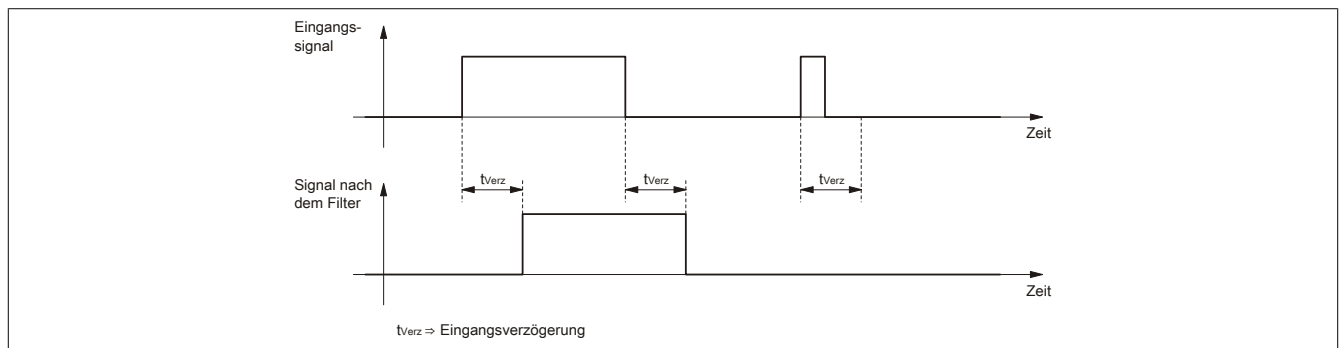 Eingangs-
signal
Zeit
Signal nach
dem Filter
tVerz
tVerz
tVerz
Zeit
tVerz ⇒ Eingangsverzögerung